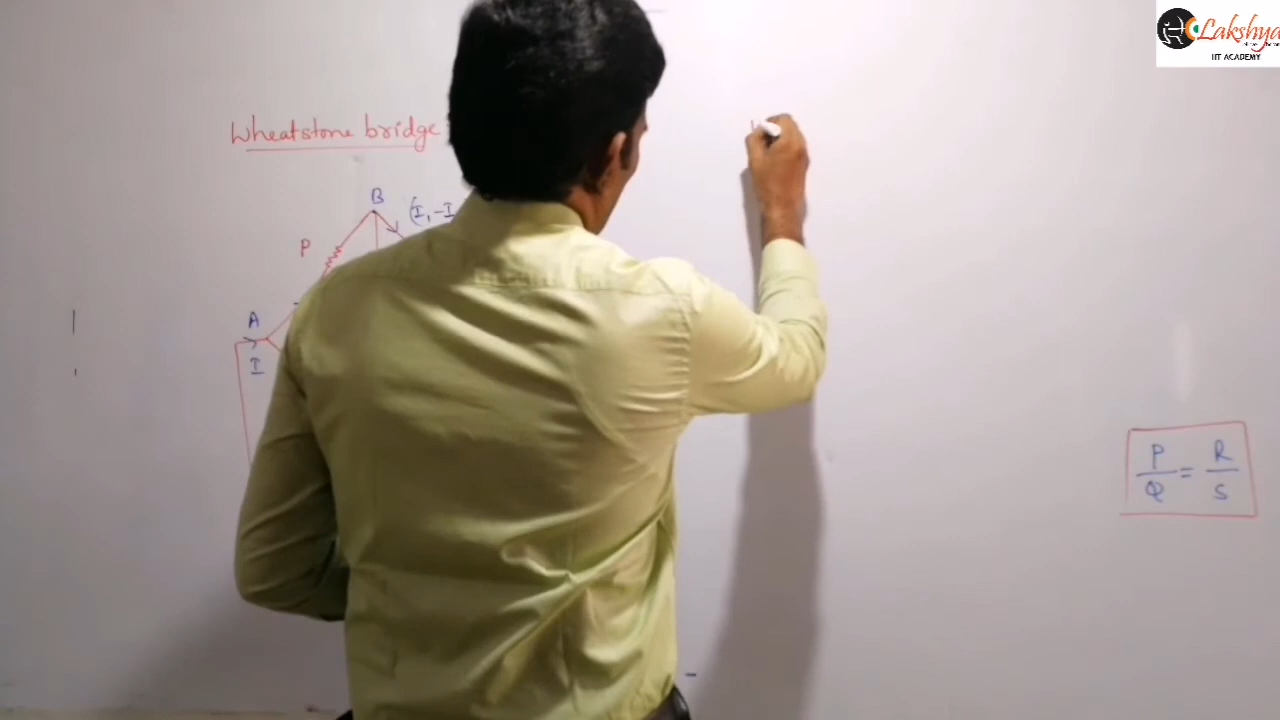 Lakshya
IIT ACADEMY
Wheatstone bridge
B
(I₁-I
P
A
I
P/Q = R/S